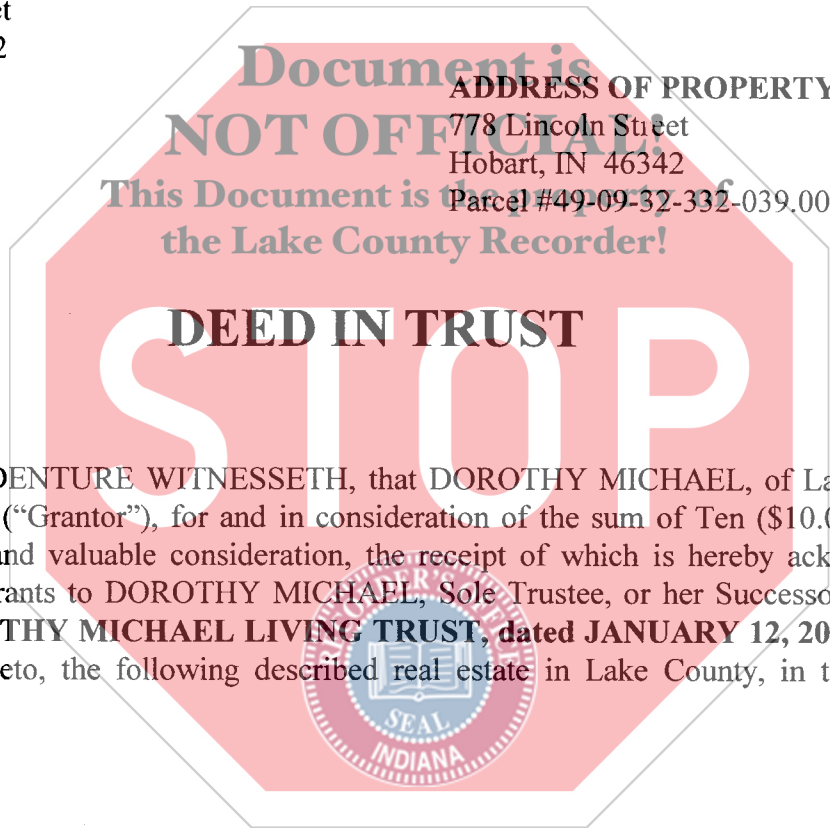 et
2
Document is
NOT OFFICIAL!
This Document is the property of
the Lake County Recorder!
ADDRESS OF PROPERTY
778 Lincoln Street
Hobart, IN 46342
Parcel #49-09-32-332-039.00
STOP
DEED IN TRUST
DENTURE WITNESSETH, that DOROTHY MICHAEL, of La
("Grantor"), for and in consideration of the sum of Ten ($10.0
nd valuable consideration, the receipt of which is hereby ack
rants to DOROTHY MICHAEL, Sole Trustee, or her Successo
THY MICHAEL LIVING TRUST, dated JANUARY 12, 20
eto, the following described real estate in Lake County, in t
RECORDER'S OFFICE
SEAL
INDIANA